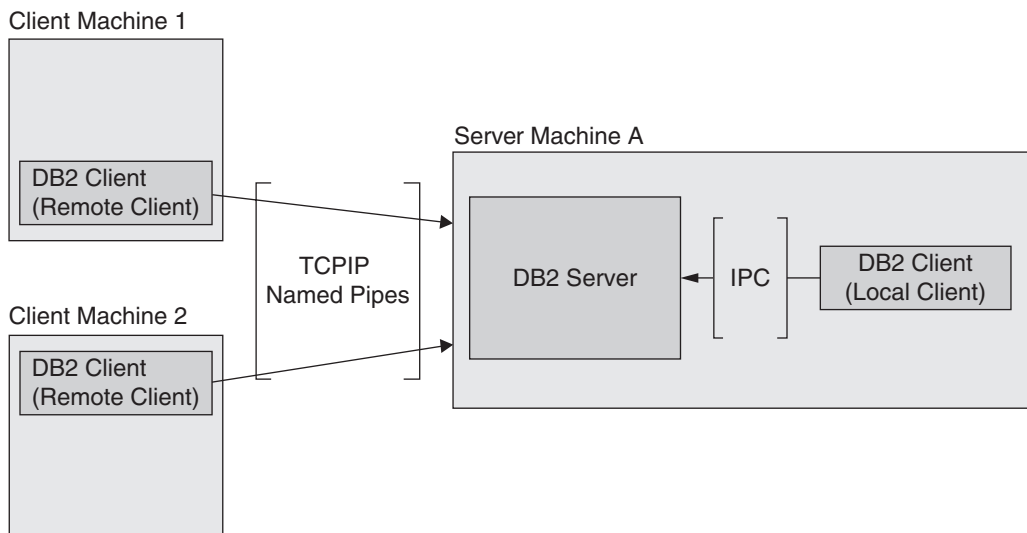 Client Machine 1
DB2 Client
(Remote Client)
Client Machine 2
DB2 Client
(Remote Client)
TCPIP
Named Pipes
Server Machine A
DB2 Server
IPC
DB2 Client
(Local Client)